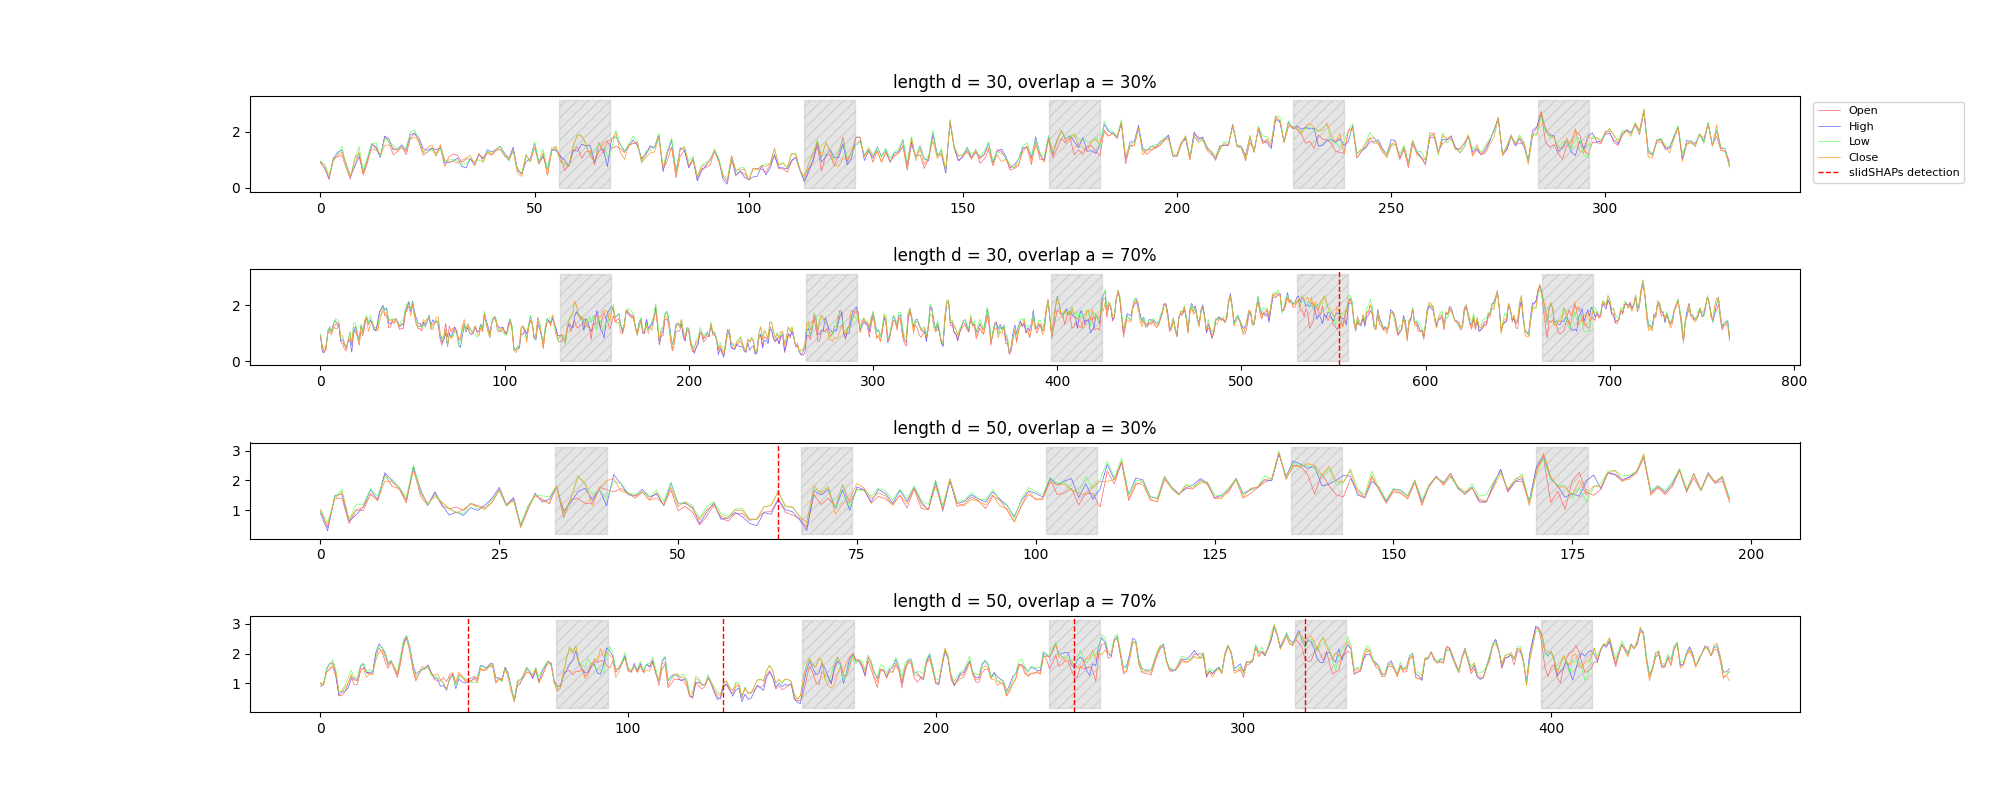 length d = 30, overlap a = 30%
2
0
0 50 100 150 200 250 300
Open
High
Low
Close
slidSHAPs detection
length d = 30, overlap a = 70%
2
0
0 100 200 300 400 500 600 700 800
length d = 50, overlap a = 30%
3
2
1
0 25 50 75 100 125 150 175 200
length d = 50, overlap a = 70%
3
2
1
0 100 200 300 400